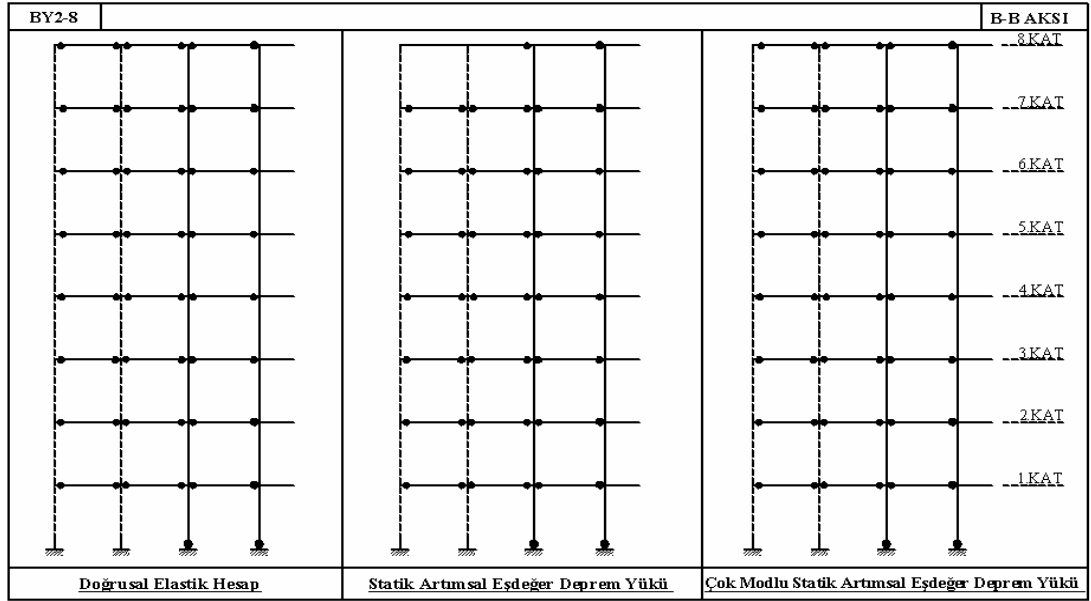 BY2-8
B-B AKSI
8.KAT
7.KAT
6.KAT
5.KAT
4.KAT
3.KAT
2.KAT
1.KAT
Doğrusal Elastik Hesap
Statik Artımsal Eşdeğer Deprem Yükü
Çok Modlu Statik Artımsal Eşdeğer Deprem Yükü